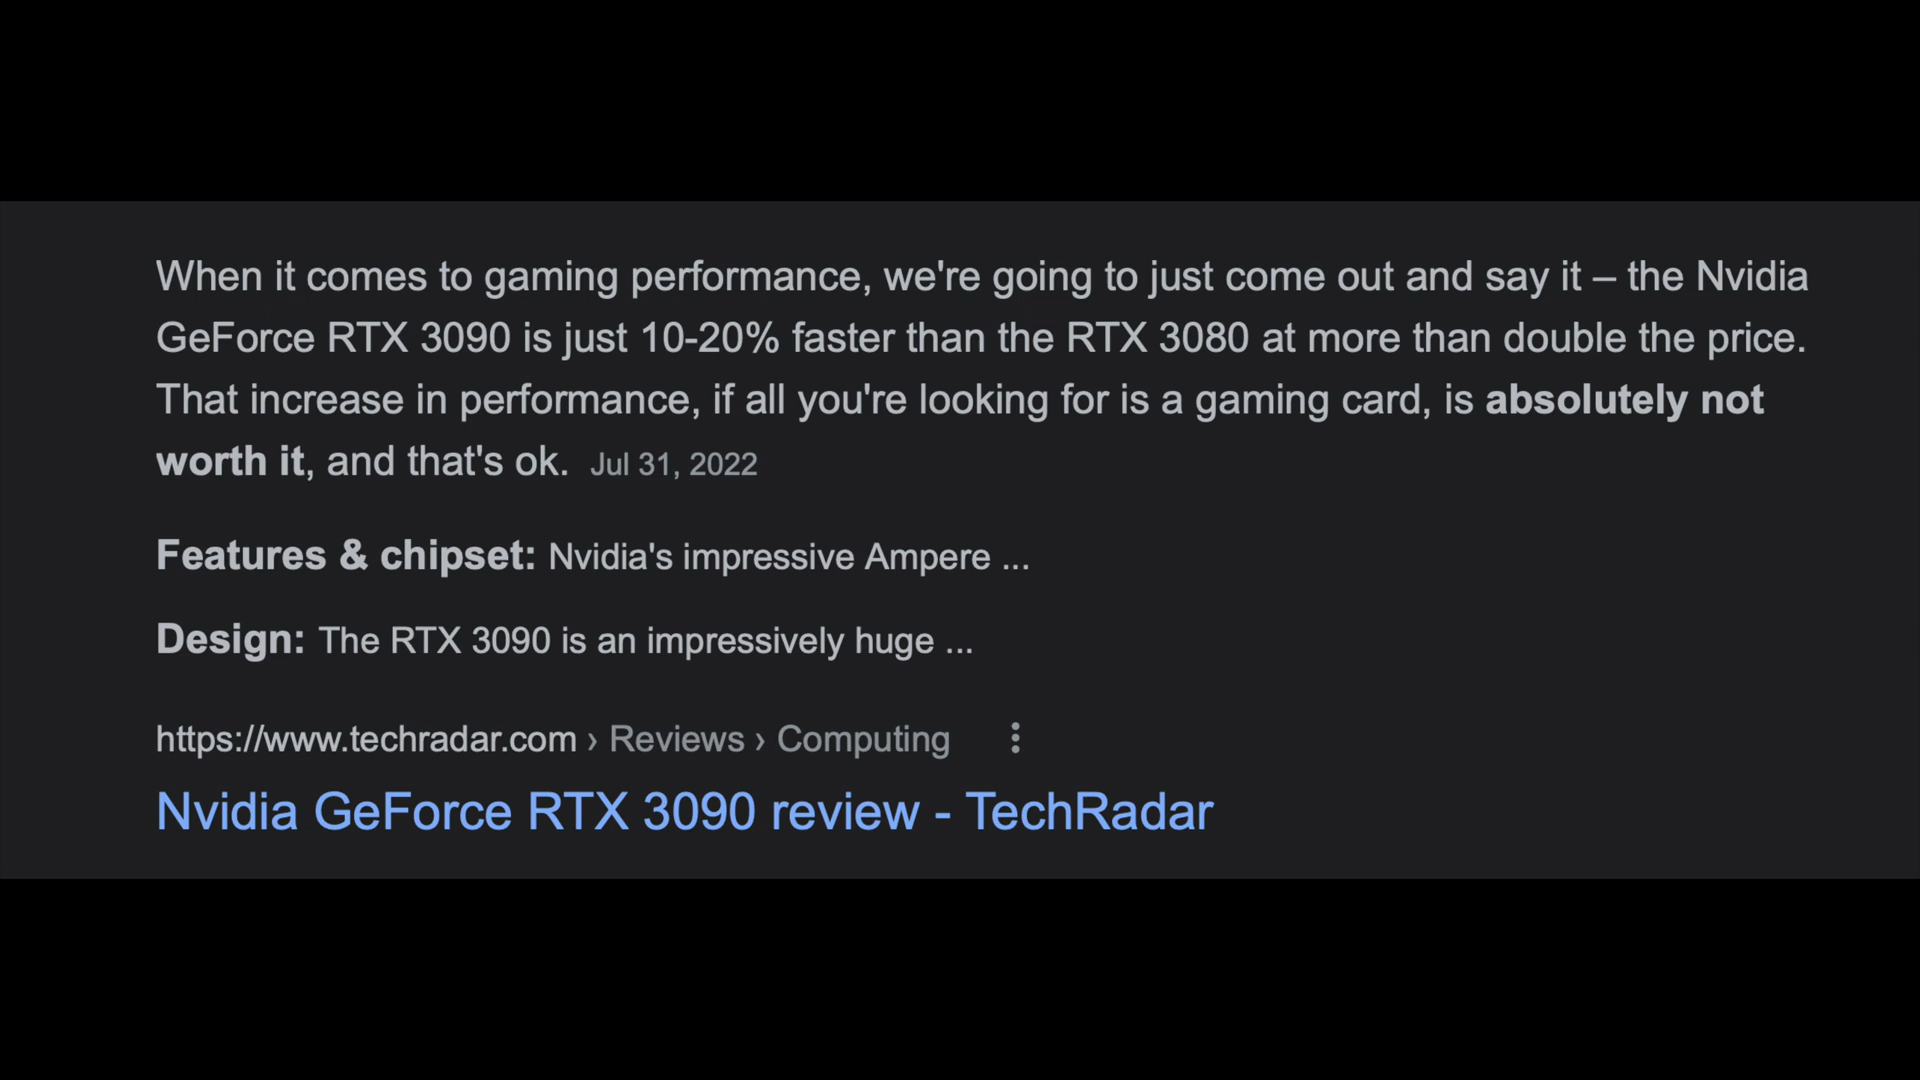 When it comes to gaming performance, we're going to just come out and say it – the Nvidia
GeForce RTX 3090 is just 10-20% faster than the RTX 3080 at more than double the price.
That increase in performance, if all you're looking for is a gaming card, is absolutely not
worth it, and that's ok. Jul 31, 2022
Features & chipset: Nvidia's impressive Ampere ...
Design: The RTX 3090 is an impressively huge ...
https://www.techradar.com › Reviews › Computing
Nvidia GeForce RTX 3090 review - TechRadar